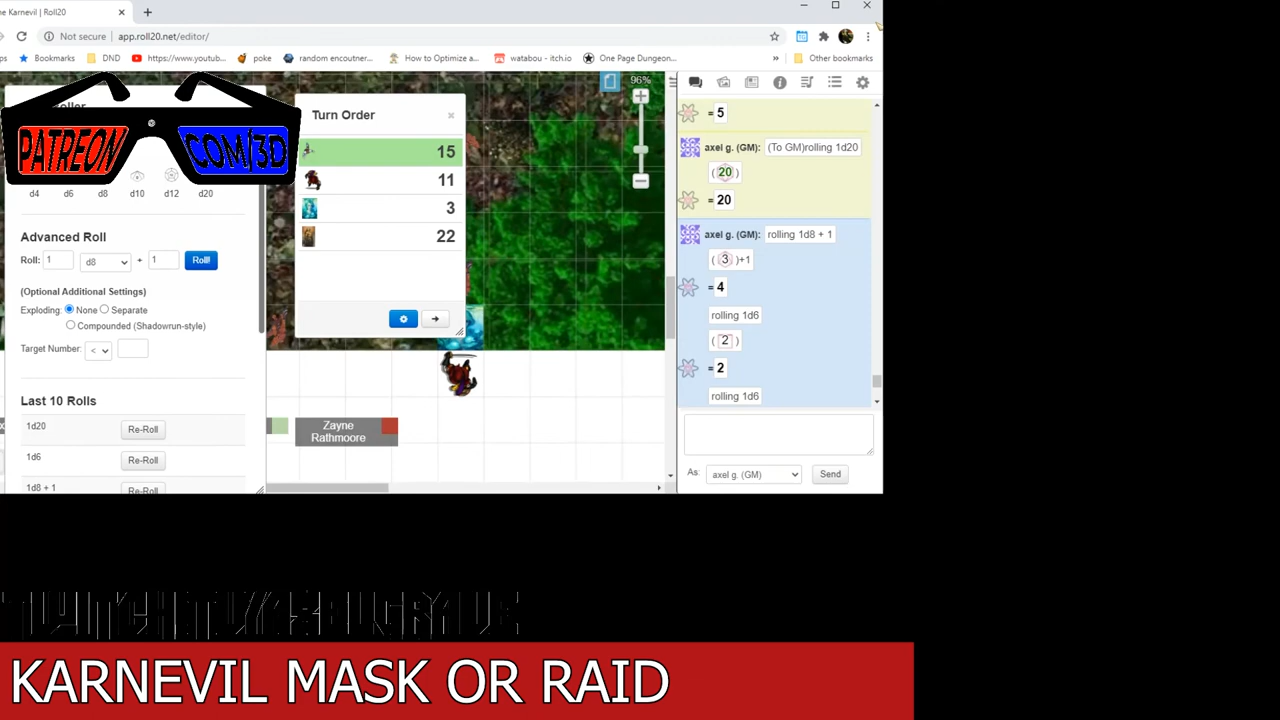 e Karnevil | Roll20
Not secure app.roll20.net/editor/
s Bookmarks DND https://www.youtub... poke random encoutner... How to Optimize a... watabou - itch.io One Page Dungeon... » Other bookmarks
oller
PATREON COM/3D
d4 d6 d8 d10 d12 d20
Advanced Roll
Roll: 1 d8 + 1 Roll!
(Optional Additional Settings)
Exploding: None Separate
Compounded (Shadowrun-style)
Target Number: <
Last 10 Rolls
1d20 Re-Roll
1d6 Re-Roll
1d8 + 1 Re-Roll
Turn Order ×
15
11
3
22
96%
Zayne
Rathmoore
= 5
axel g. (GM): (To GM)rolling 1d20
(20)
= 20
axel g. (GM): rolling 1d8 + 1
(3)+1
= 4
rolling 1d6
(2)
= 2
rolling 1d6
As: axel g. (GM) Send
KARNEVIL MASK OR RAID